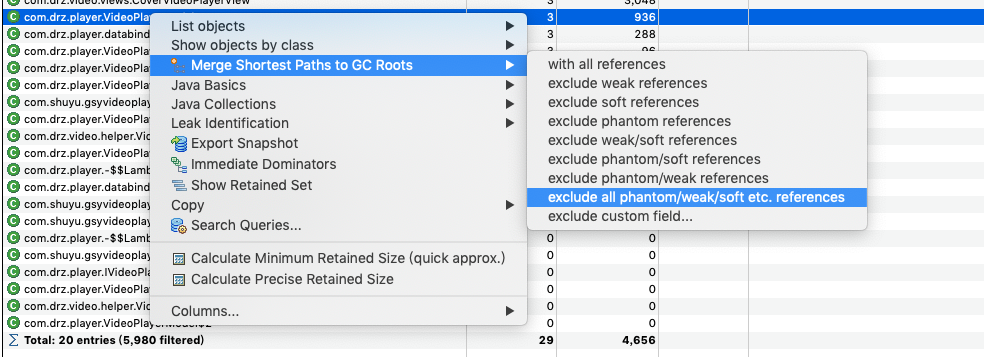 com.drz.video.views.CoverVideoPlayerView 3 3,048
com.drz.player.VideoPla 3 936
com.drz.player.databind 3 288
com.drz.player.VideoPla 3 96
com.drz.player.VideoPla
com.shuyu.gsyvideoplay
com.drz.player.VideoPla
com.drz.video.helper.Vid
com.drz.player.VideoPla
com.drz.player.-$$Lamb
com.drz.player.databind
com.shuyu.gsyvideoplay
com.shuyu.gsyvideoplay
com.drz.player.-$$Lamb 0 0
com.shuyu.gsyvideoplay 0 0
com.drz.player.IVideoPla 0 0
com.drz.player.VideoPla 0 0
com.drz.video.helper.Vid 0 0
com.drz.player.VideoPlayerModel$2 0 0
Total: 20 entries (5,980 filtered) 29 4,656
List objects
Show objects by class
Merge Shortest Paths to GC Roots
Java Basics
Java Collections
Leak Identification
Export Snapshot
Immediate Dominators
Show Retained Set
Copy
Search Queries...
Calculate Minimum Retained Size (quick approx.)
Calculate Precise Retained Size
Columns...
with all references
exclude weak references
exclude soft references
exclude phantom references
exclude weak/soft references
exclude phantom/soft references
exclude phantom/weak references
exclude all phantom/weak/soft etc. references
exclude custom field...